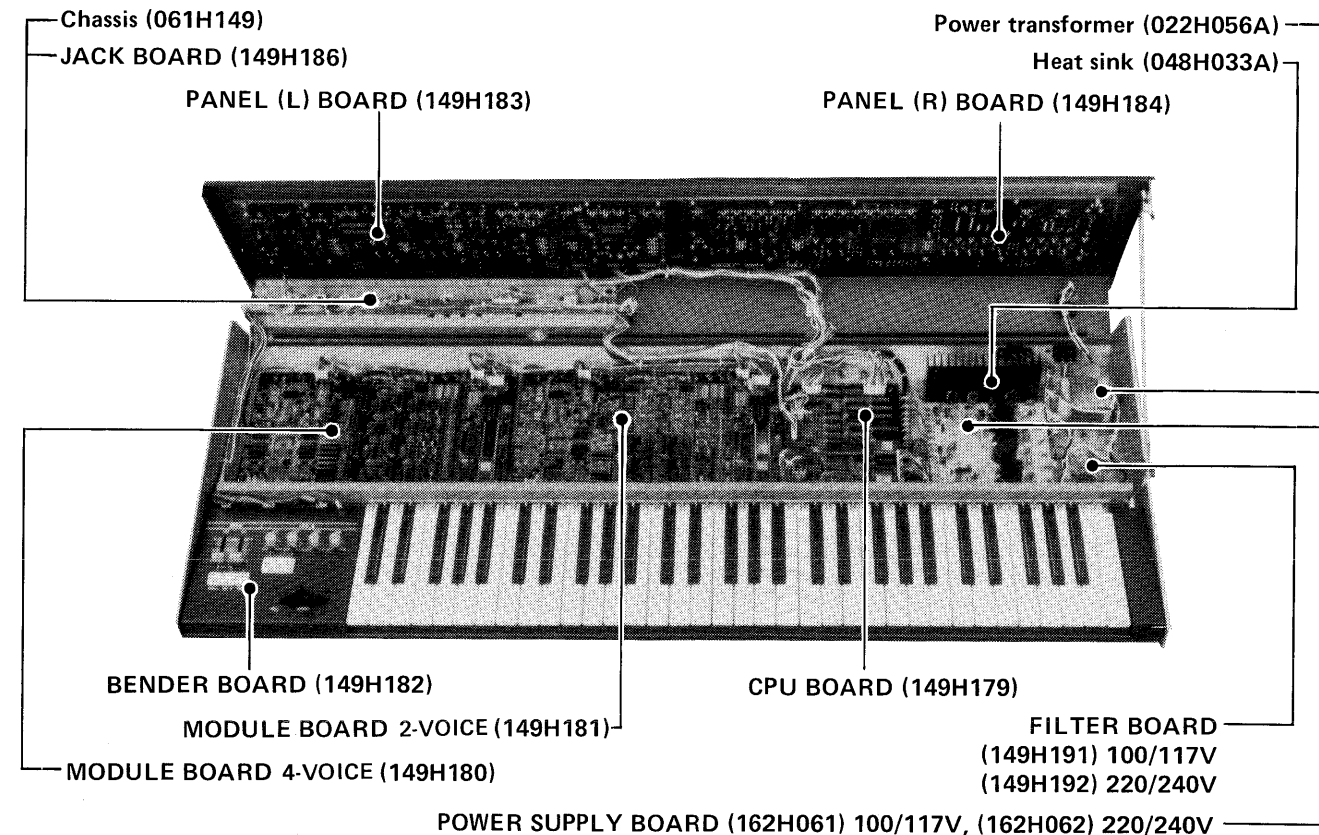 Chassis (061H149)
JACK BOARD (149H186)
PANEL (L) BOARD (149H183)
Power transformer (022H056A)
Heat sink (048H033A)
PANEL (R) BOARD (149H184)
BENDER BOARD (149H182)
MODULE BOARD 2-VOICE (149H181)
MODULE BOARD 4-VOICE (149H180)
CPU BOARD (149H179)
FILTER BOARD
(149H191) 100/117V
(149H192) 220/240V
POWER SUPPLY BOARD (162H061) 100/117V, (162H062) 220/240V